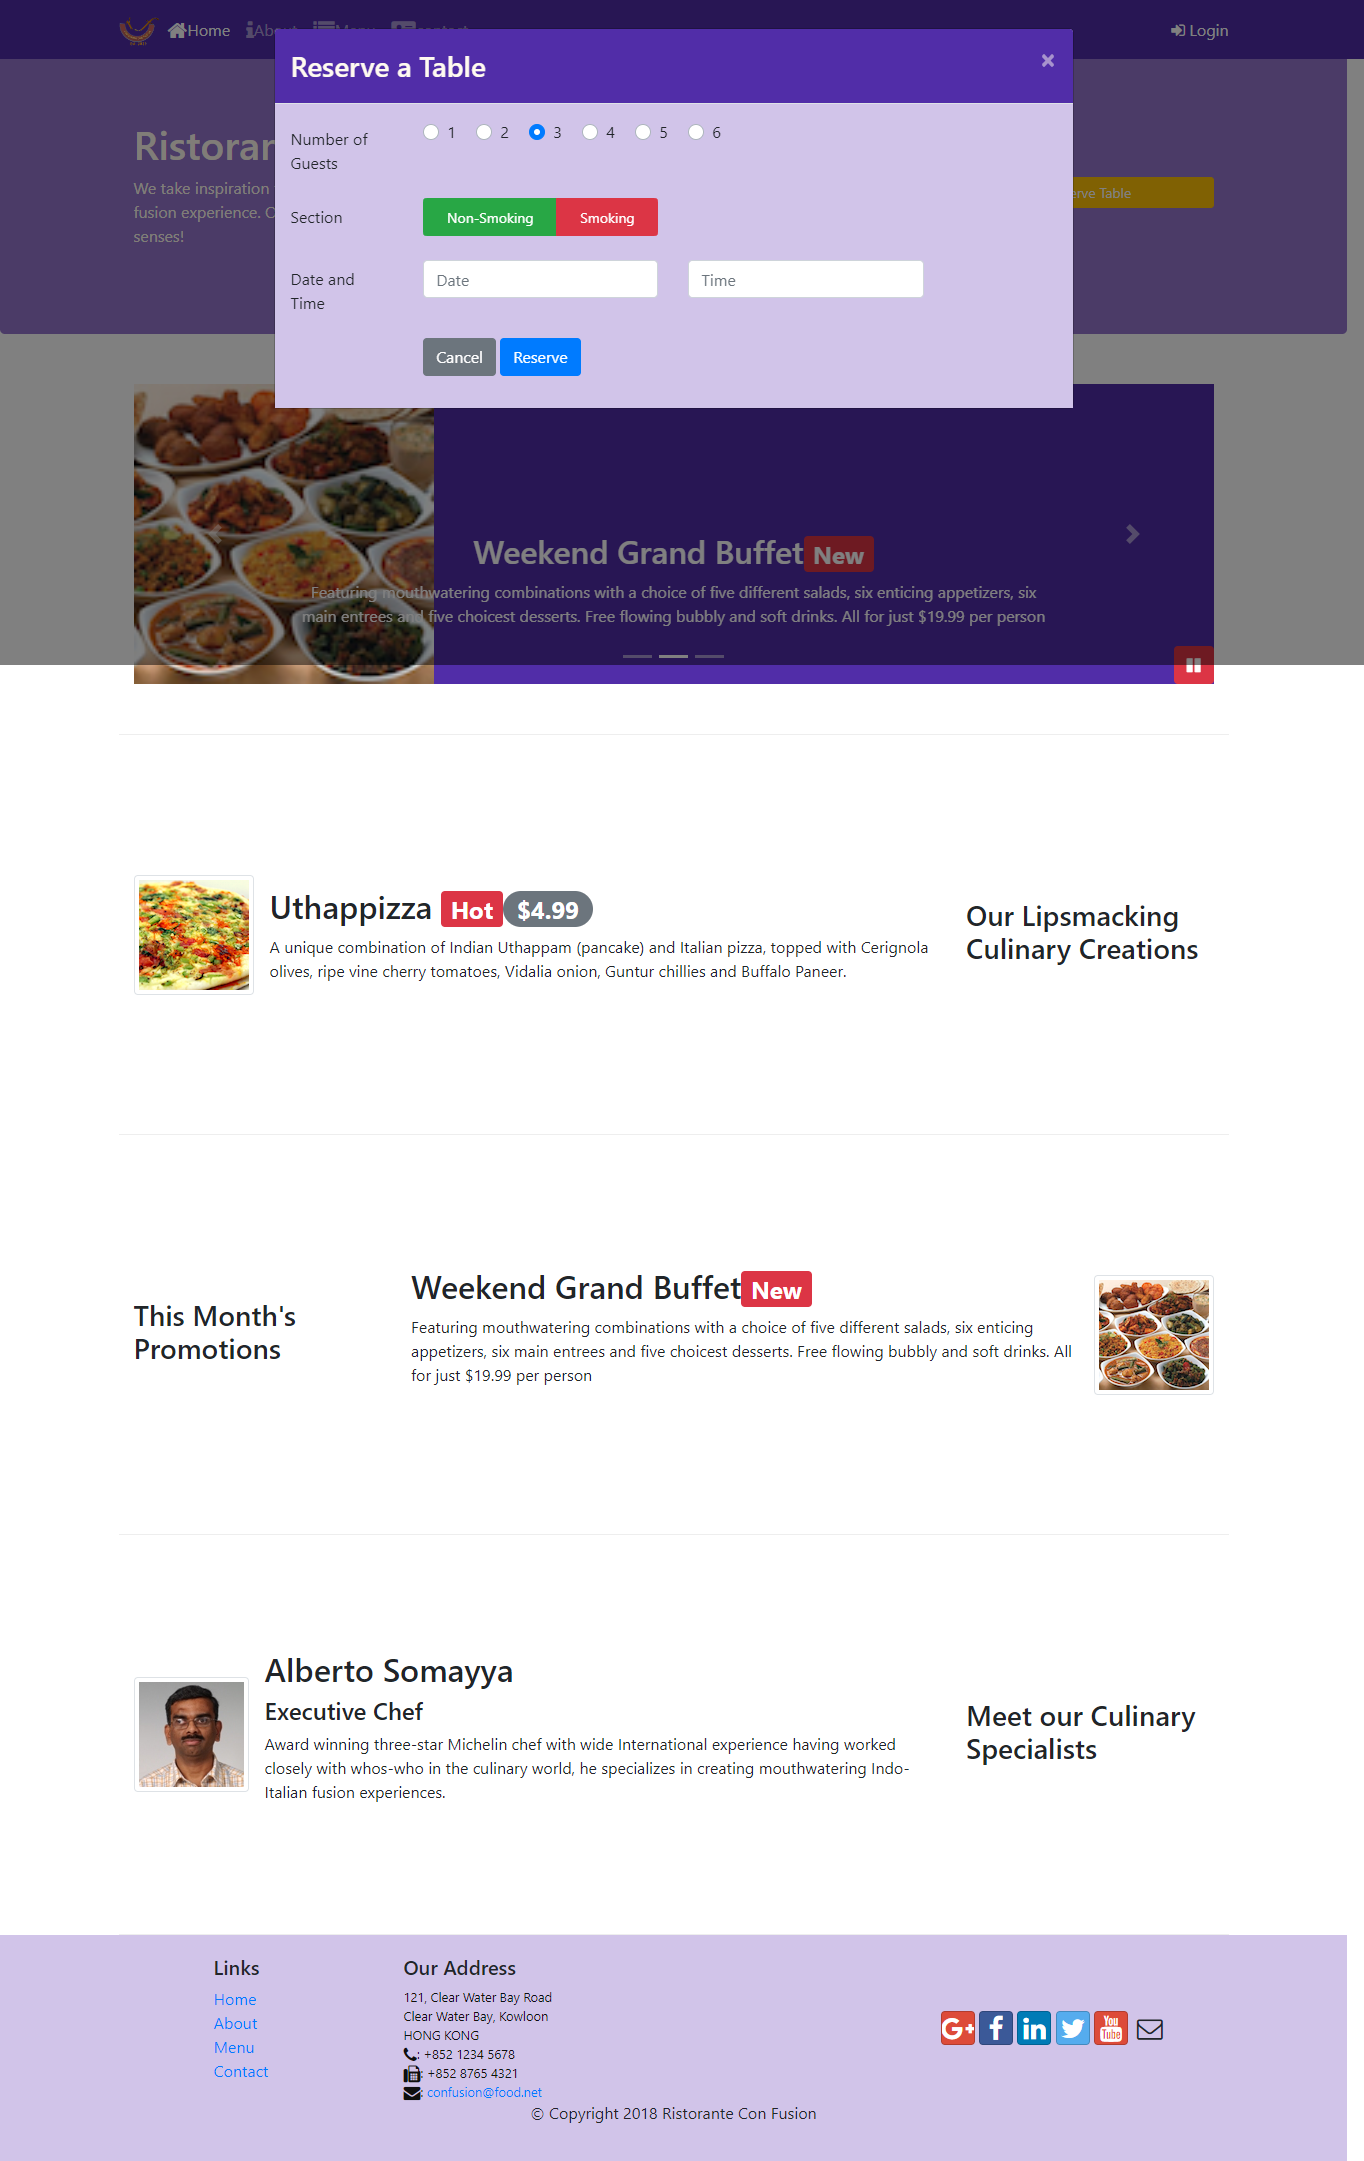 Home About Menu contact Login
Reserve a Table ×
Number of
Guests
1 2 3 4 5 6
Section
Non-Smoking Smoking
Date and
Time
Date Time
Cancel Reserve
We take inspiration
fusion experience.
senses!
Table
Weekend Grand Buffet New
Featuring mouthwatering combinations with a choice of five different salads, six enticing appetizers, six
main entrees and five choicest desserts. Free flowing bubbly and soft drinks. All for just $19.99 per person
Uthappizza Hot $4.99
A unique combination of Indian Uthappam (pancake) and Italian pizza, topped with Cerignola
olives, ripe vine cherry tomatoes, Vidalia onion, Guntur chillies and Buffalo Paneer.
Our Lipsmacking
Culinary Creations
This Month's
Promotions
Weekend Grand Buffet New
Featuring mouthwatering combinations with a choice of five different salads, six enticing
appetizers, six main entrees and five choicest desserts. Free flowing bubbly and soft drinks. All
for just $19.99 per person
Alberto Somayya
Executive Chef
Award winning three-star Michelin chef with wide International experience having worked
closely with whos-who in the culinary world, he specializes in creating mouthwatering Indo-
Italian fusion experiences.
Meet our Culinary
Specialists
Links
Home
About
Menu
Contact
Our Address
121, Clear Water Bay Road
Clear Water Bay, Kowloon
HONG KONG
: +852 1234 5678
: +852 8765 4321
: confusion@food.net
G+ f in You Tube
© Copyright 2018 Ristorante Con Fusion